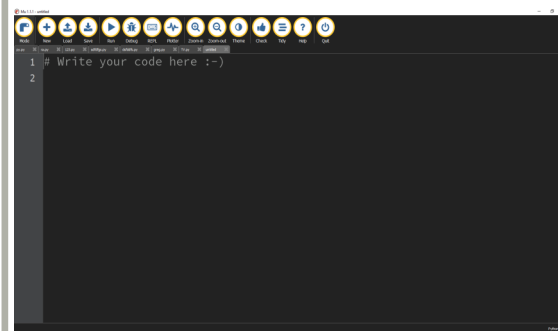 Mu 1.1.1 - untitled
Mode New Load Save Run Debug REPL Plotter Zoom-in Zoom-out Theme Check Tidy Help Quit
untitled
1 # Write your code here :-)
2
Python